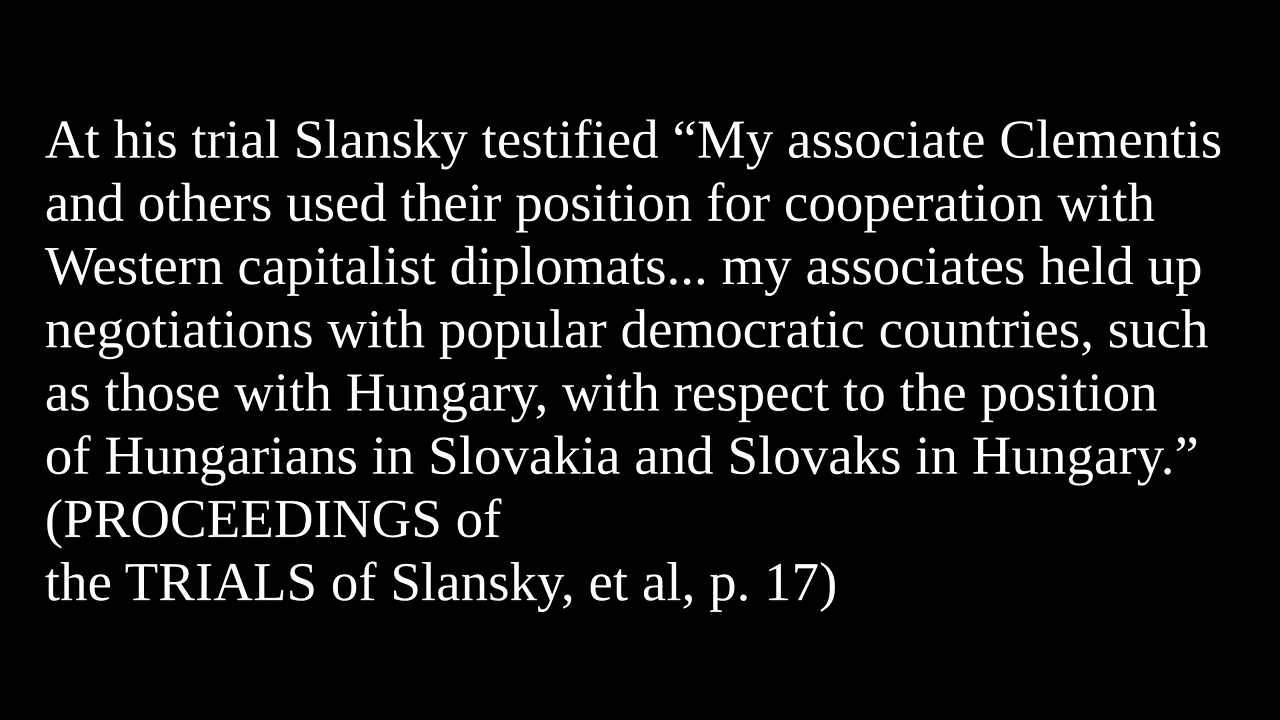 At his trial Slansky testified “My associate Clementis
and others used their position for cooperation with
Western capitalist diplomats... my associates held up
negotiations with popular democratic countries, such
as those with Hungary, with respect to the position
of Hungarians in Slovakia and Slovaks in Hungary.”
(PROCEEDINGS of
the TRIALS of Slansky, et al, p. 17)